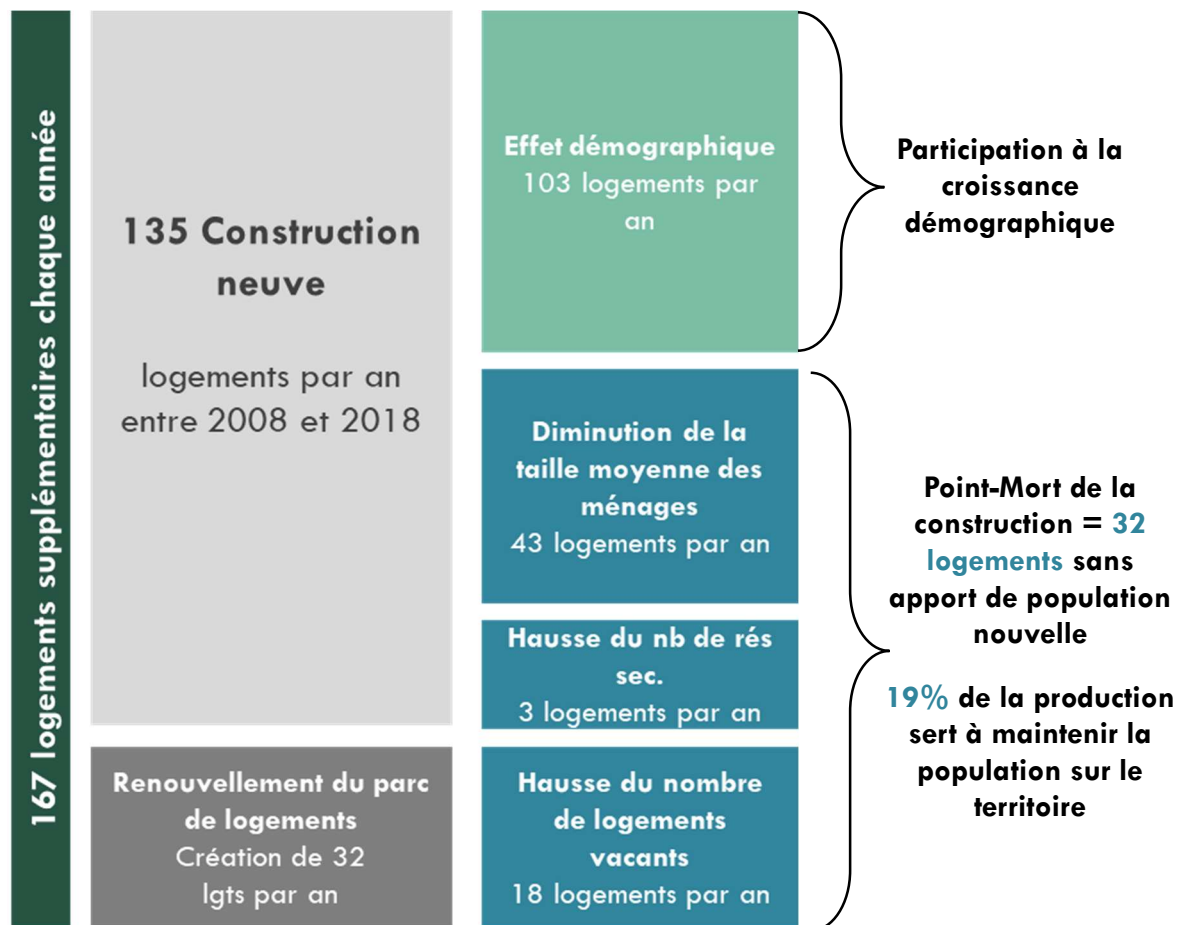 167 logements supplémentaires chaque année
135 Construction
neuve
logements par an
entre 2008 et 2018
Renouvellement du parc
de logements
Création de 32
lgts par an
Effet démographique
103 logements par
an
Diminution de la
taille moyenne des
ménages
43 logements par an
Hausse du nb de rés
sec.
3 logements par an
Hausse du nombre
de logements
vacants
18 logements par an
Participation à la
croissance
démographique
Point-Mort de la
construction = 32
logements sans
apport de population
nouvelle
19% de la production
sert à maintenir la
population sur le
territoire